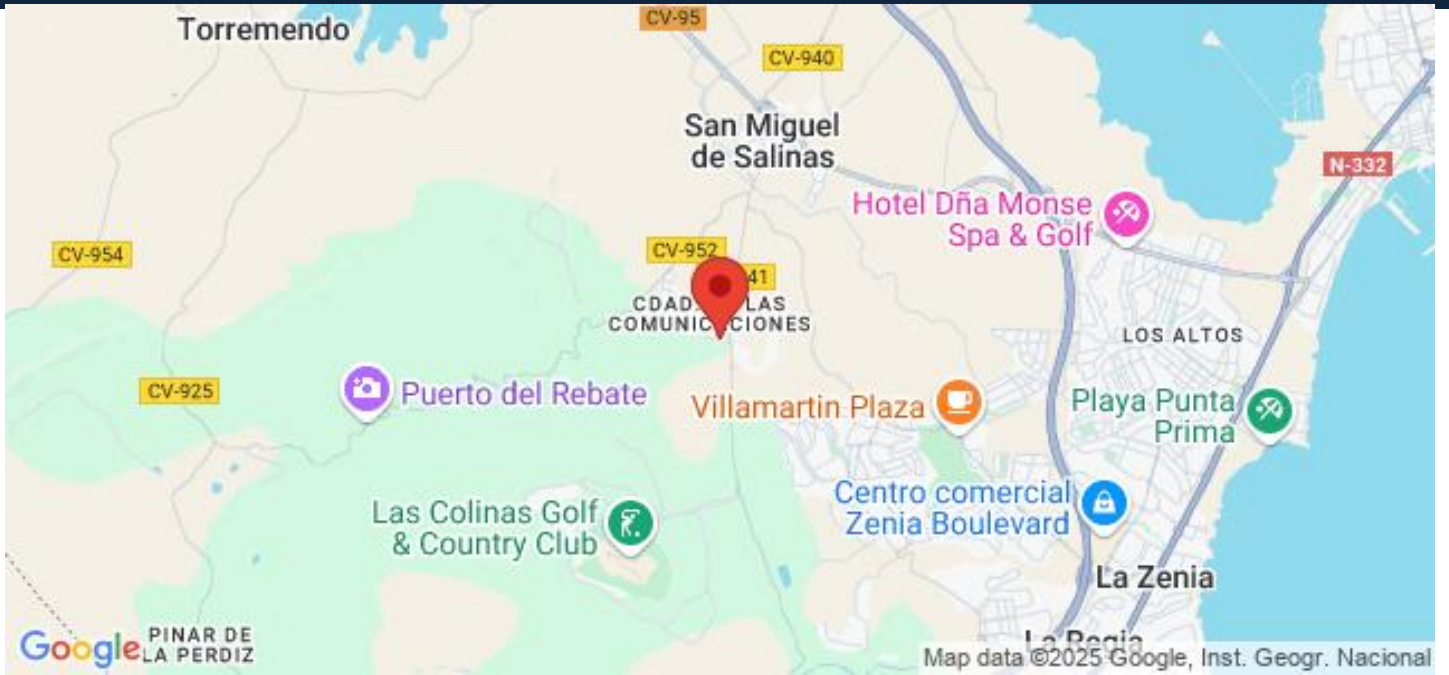 Torremendo
CV-95
CV-940
San Miguel
de Salinas
N-332
Hotel Dña Monse
Spa & Golf
CV-954
CV-952
41
CDAD. LAS
COMUNICACIONES
LOS ALTOS
CV-925
Puerto del Rebate
Villamartin Plaza
Playa Punta
Prima
Las Colinas Golf
& Country Club
Centro comercial
Zenia Boulevard
La Zenia
La Regia
PINAR DE
LA PERDIZ
Google
Map data ©2025 Google, Inst. Geogr. Nacional